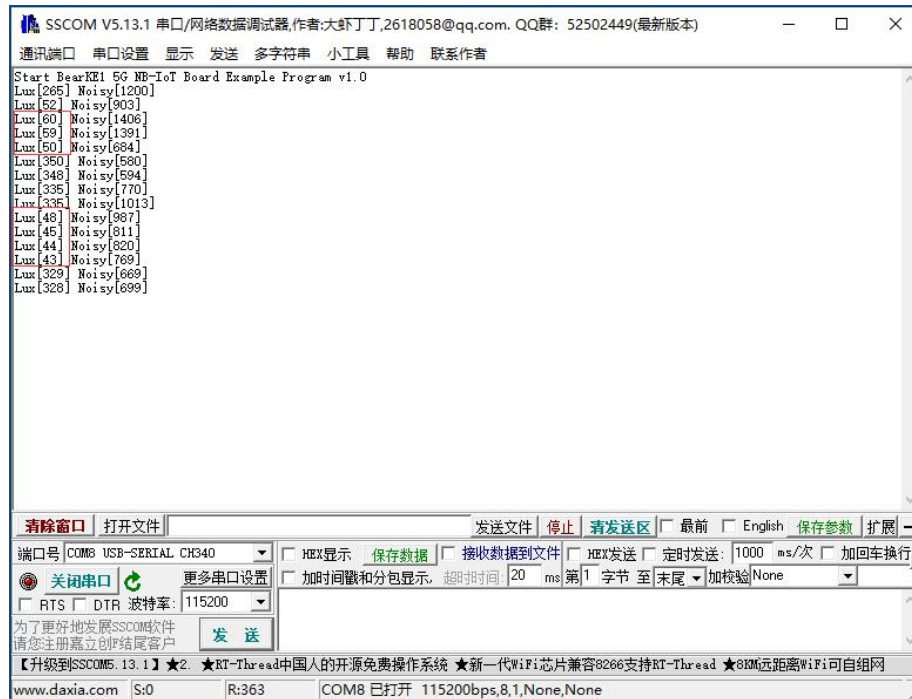 SSCOM V5.13.1 串口/网络数据调试器,作者:大虾丁丁,2618058@qq.com. QQ群: 52502449(最新版本)
通讯端口 串口设置 显示 发送 多字符串 小工具 帮助 联系作者
Start BearKE1 5G NB-IoT Board Example Program v1.0
Lux[265] Noisy[1200]
Lux[52] Noisy[903]
Lux[60] Noisy[1406]
Lux[59] Noisy[1391]
Lux[50] Noisy[684]
Lux[350] Noisy[580]
Lux[348] Noisy[594]
Lux[335] Noisy[770]
Lux[335] Noisy[1013]
Lux[48] Noisy[987]
Lux[45] Noisy[811]
Lux[44] Noisy[820]
Lux[43] Noisy[769]
Lux[329] Noisy[669]
Lux[328] Noisy[699]
清除窗口 打开文件 发送文件 停止 清发送区 最前 English 保存参数 扩展
端口号 COM8 USB-SERIAL CH340 HEX显示 保存数据 接收数据到文件 HEX发送 定时发送: 1000 ms/次 加回车换行
关闭串口 更多串口设置 加时间戳和分包显示, 超时时间: 20 ms 第1 字节 至 末尾 加校验 None
RTS DTR 波特率: 115200
为了更好地发展SSCOM软件
请您注册嘉立创F结尾客户
发 送
【升级到SSCOM5.13.1】★2. ★RT-Thread中国人的开源免费操作系统 ★新一代WiFi芯片兼容8266支持RT-Thread ★8KM远距离WiFi可自组网
www.daxia.com S:0 R:363 COM8 已打开 115200bps,8,1,None,None